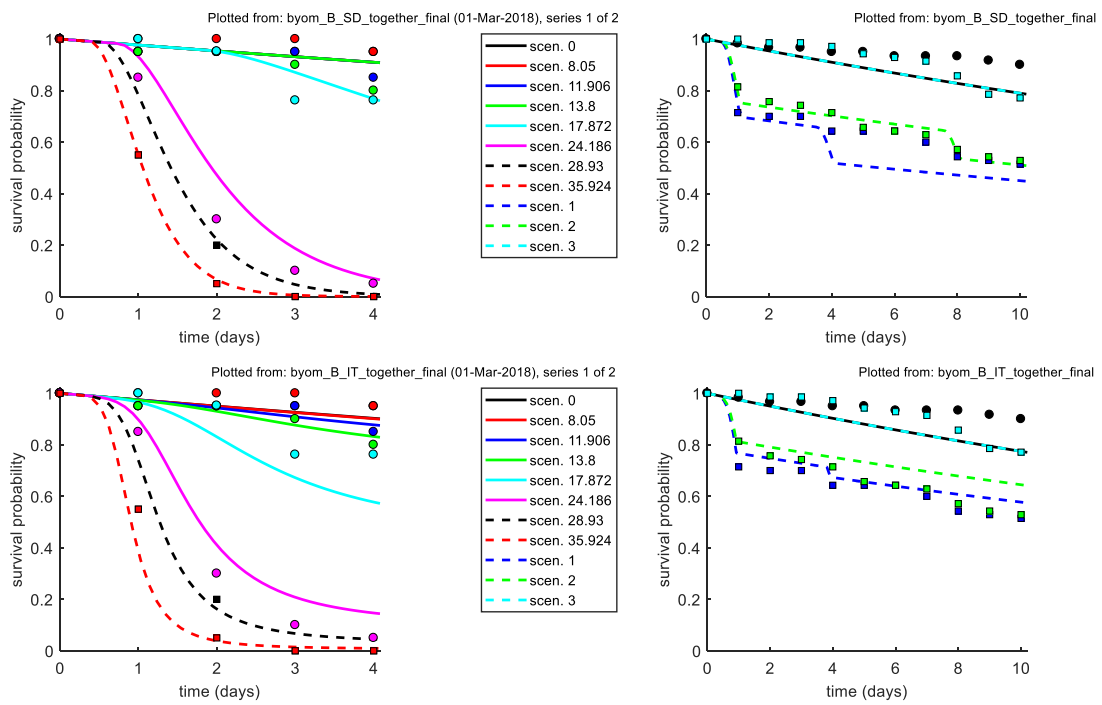 Plotted from: byom_B_SD_together_final (01-Mar-2018), series 1 of 2
survival probability
1
0.8
0.6
0.4
0.2
0
0 1 2 3 4
time (days)
scen. 0
scen. 8.05
scen. 11.906
scen. 13.8
scen. 17.872
scen. 24.186
scen. 28.93
scen. 35.924
scen. 1
scen. 2
scen. 3
Plotted from: byom_B_SD_together_final
survival probability
1
0.8
0.6
0.4
0.2
0
0 2 4 6 8 10
time (days)
Plotted from: byom_B_IT_together_final (01-Mar-2018), series 1 of 2
survival probability
1
0.8
0.6
0.4
0.2
0
0 1 2 3 4
time (days)
scen. 0
scen. 8.05
scen. 11.906
scen. 13.8
scen. 17.872
scen. 24.186
scen. 28.93
scen. 35.924
scen. 1
scen. 2
scen. 3
Plotted from: byom_B_IT_together_final
survival probability
1
0.8
0.6
0.4
0.2
0
0 2 4 6 8 10
time (days)